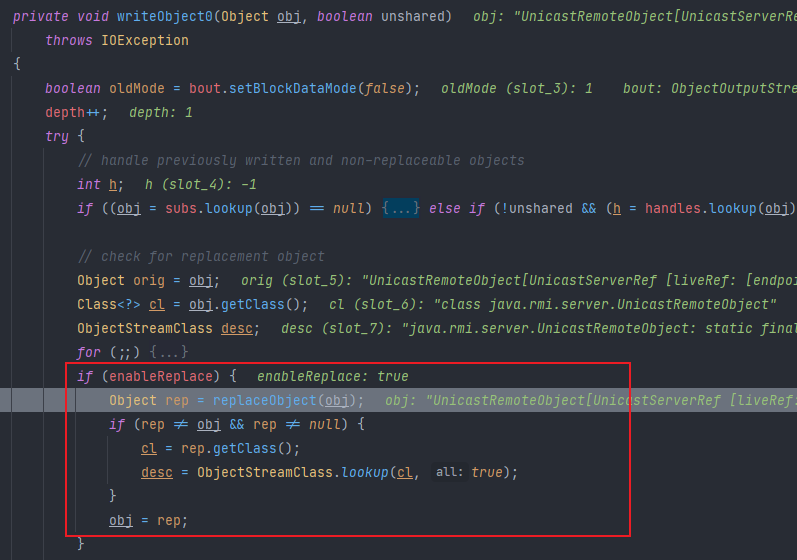 private void writeObject0(Object obj, boolean unshared)   obj: "UnicastRemoteObject[UnicastServerRe
    throws IOException
{
    boolean oldMode = bout.setBlockDataMode(false);   oldMode (slot_3): 1    bout: ObjectOutputStre
    depth++;   depth: 1
    try {
        // handle previously written and non-replaceable objects
        int h;   h (slot_4): -1
        if ((obj = subs.lookup(obj)) == null) {...} else if (!unshared && (h = handles.lookup(obj)
        // check for replacement object
        Object orig = obj;   orig (slot_5): "UnicastRemoteObject[UnicastServerRef [liveRef: [endpoi
        Class<?> cl = obj.getClass();   cl (slot_6): "class java.rmi.server.UnicastRemoteObject"
        ObjectStreamClass desc;   desc (slot_7): "java.rmi.server.UnicastRemoteObject: static final
        for (;;) {...}
        if (enableReplace) {   enableReplace: true
            Object rep = replaceObject(obj);   obj: "UnicastRemoteObject[UnicastServerRef [liveRef:
            if (rep != obj && rep != null) {
                cl = rep.getClass();
                desc = ObjectStreamClass.lookup(cl, all: true);
            }
            obj = rep;
        }